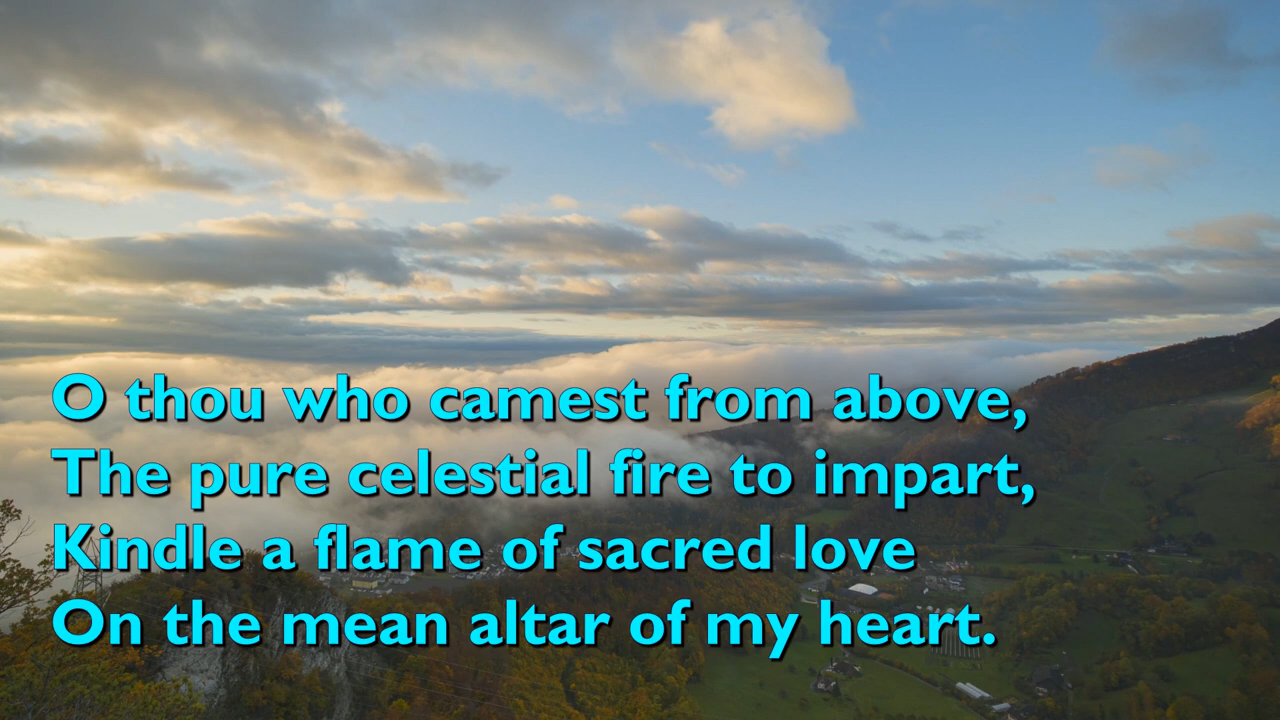 O thou who camest from above,
The pure celestial fire to impart,
Kindle a flame of sacred love
On the mean altar of my heart.